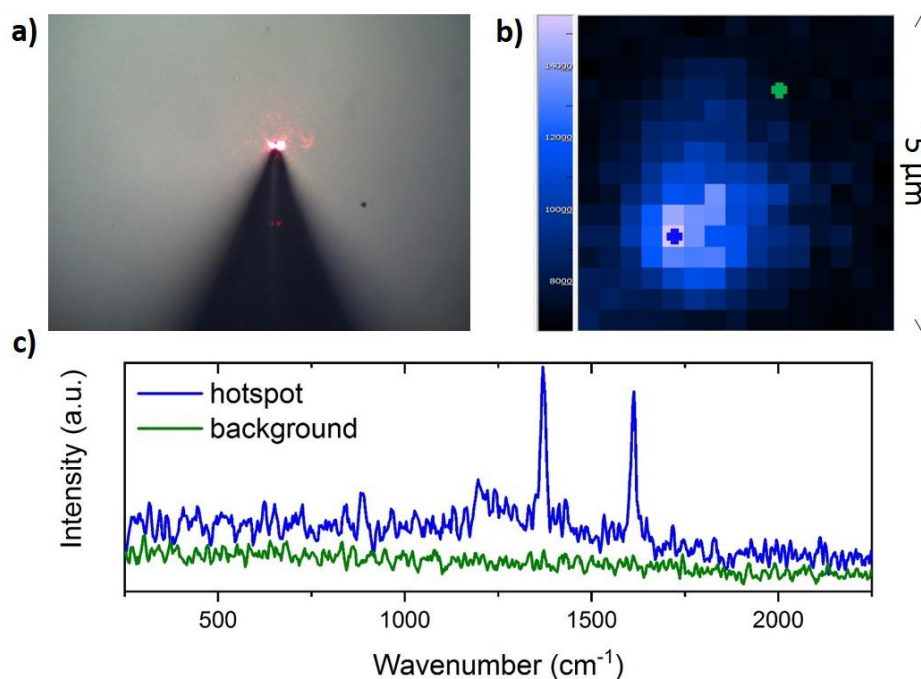 a)
b)
14000
12000
10000
8000
5 μm
c)
hotspot
background
Intensity (a.u.)
500
1000
1500
2000
Wavenumber (cm⁻¹)